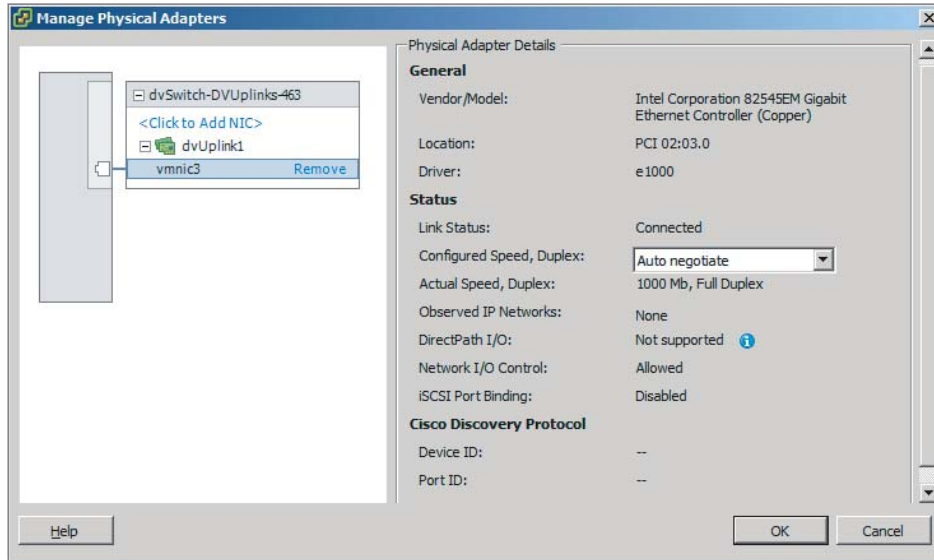 Manage Physical Adapters
dvSwitch-DVUplinks-463
<Click to Add NIC>
dvUplink1
vmnic3 Remove
Physical Adapter Details
General
Vendor/Model: Intel Corporation 82545EM Gigabit
Ethernet Controller (Copper)
Location: PCI 02:03.0
Driver: e1000
Status
Link Status: Connected
Configured Speed, Duplex: Auto negotiate
Actual Speed, Duplex: 1000 Mb, Full Duplex
Observed IP Networks: None
DirectPath I/O: Not supported
Network I/O Control: Allowed
iSCSI Port Binding: Disabled
Cisco Discovery Protocol
Device ID: --
Port ID: --
Help OK Cancel